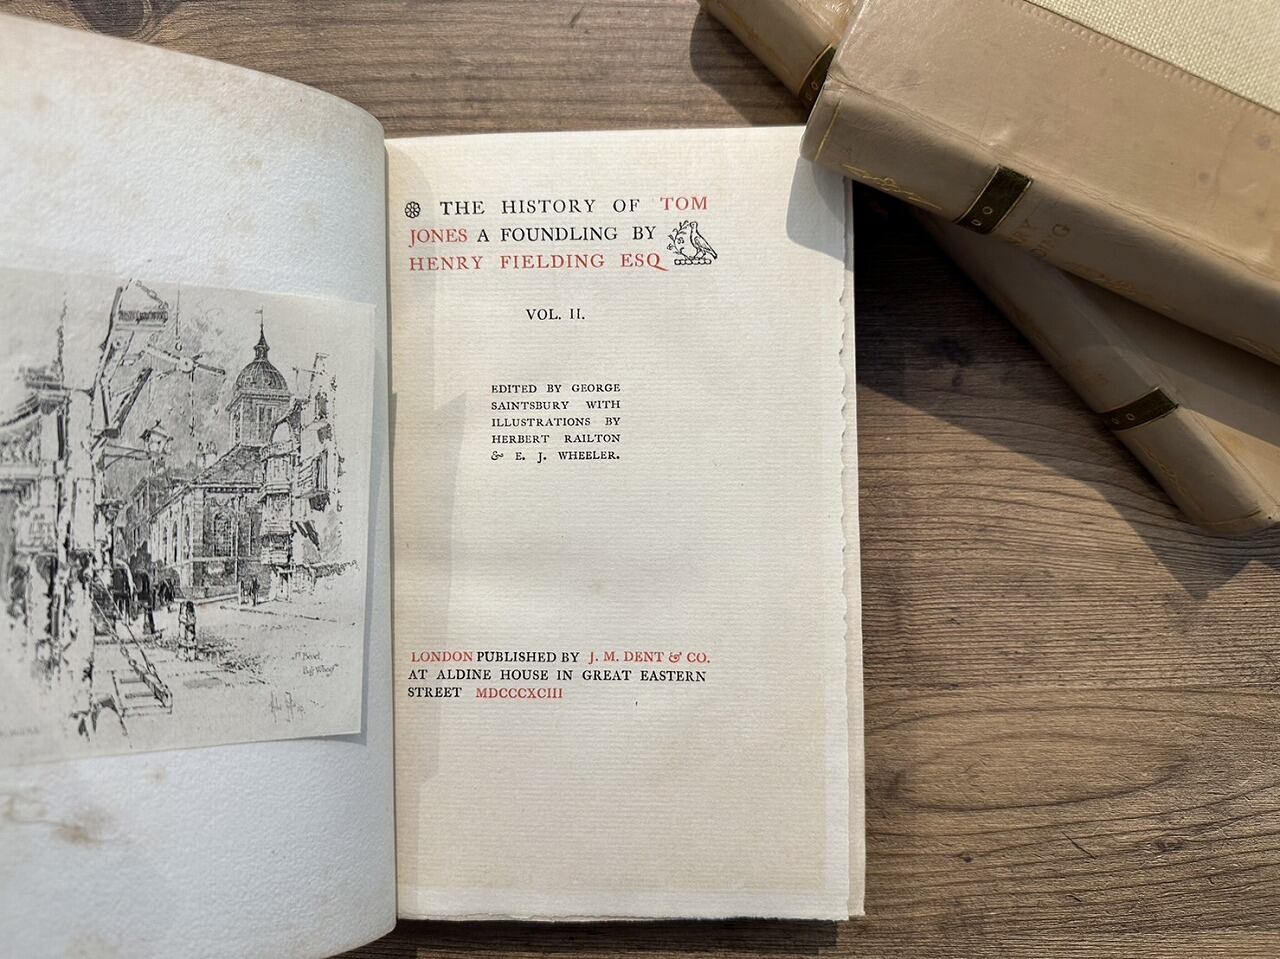 THE HISTORY OF TOM
JONES A FOUNDLING BY
HENRY FIELDING ESQ
VOL. II.
EDITED BY GEORGE
SAINTSBURY WITH
ILLUSTRATIONS BY
HERBERT RAILTON
& E. J. WHEELER.
LONDON PUBLISHED BY J. M. DENT & CO.
AT ALDINE HOUSE IN GREAT EASTERN
STREET MDCCCXCIII